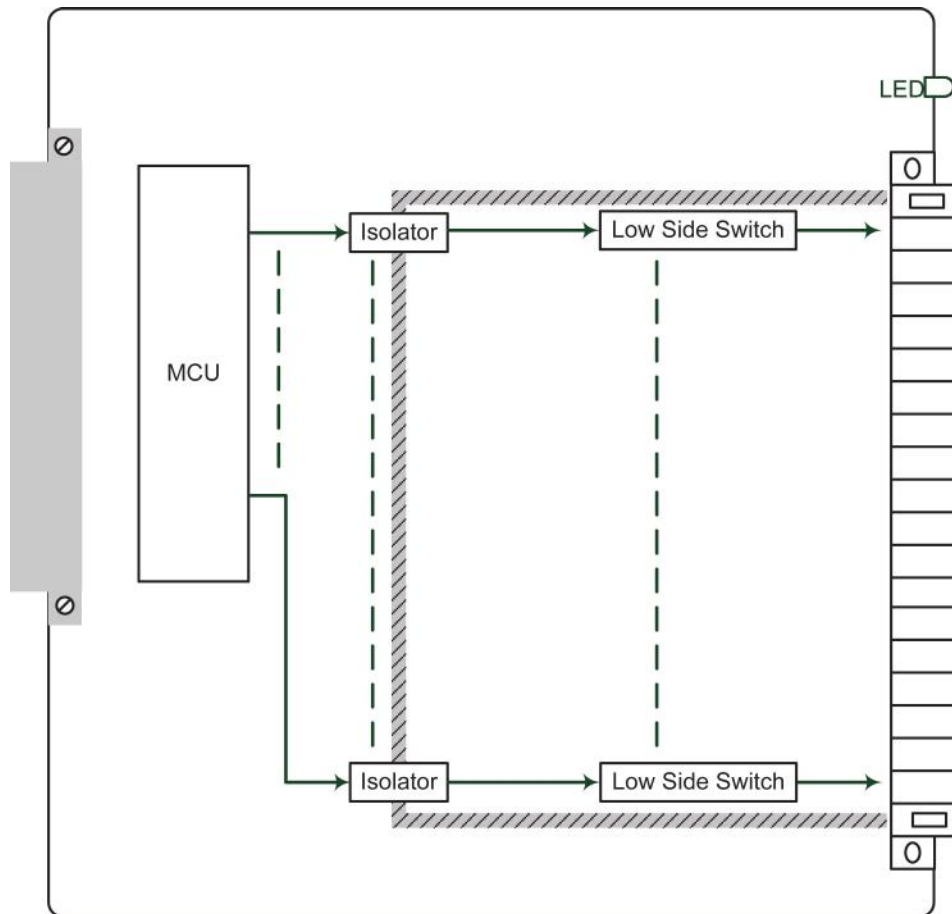 LED
Isolator
Low Side Switch
MCU
Isolator
Low Side Switch